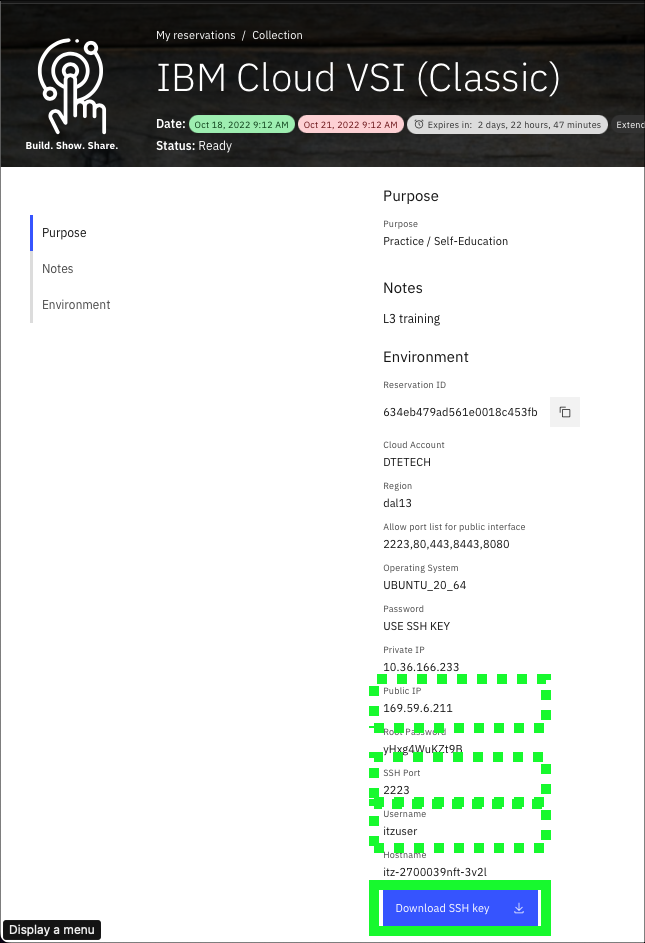 My reservations / Collection
IBM Cloud VSI (Classic)
Date: Oct 18, 2022 9:12 AM Oct 21, 2022 9:12 AM Expires in: 2 days, 22 hours, 47 minutes Extend
Build. Show. Share.
Status: Ready
Purpose
Notes
Environment
Purpose
Purpose
Practice / Self-Education
Notes
L3 training
Environment
Reservation ID
634eb479ad561e0018c453fb
Cloud Account
DTETECH
Region
dal13
Allow port list for public interface
2223,80,443,8443,8080
Operating System
UBUNTU_20_64
Password
USE SSH KEY
Private IP
10.36.166.233
Public IP
169.59.6.211
Root Password
yHxg4WuKZt9B
SSH Port
2223
Username
itzuser
Hostname
itz-2700039nft-3v2l
Download SSH key
Display a menu